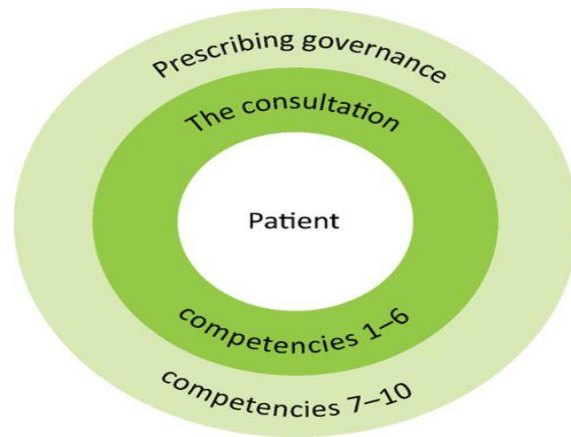 Prescribing governance
The consultation
Patient
competencies 1–6
competencies 7–10